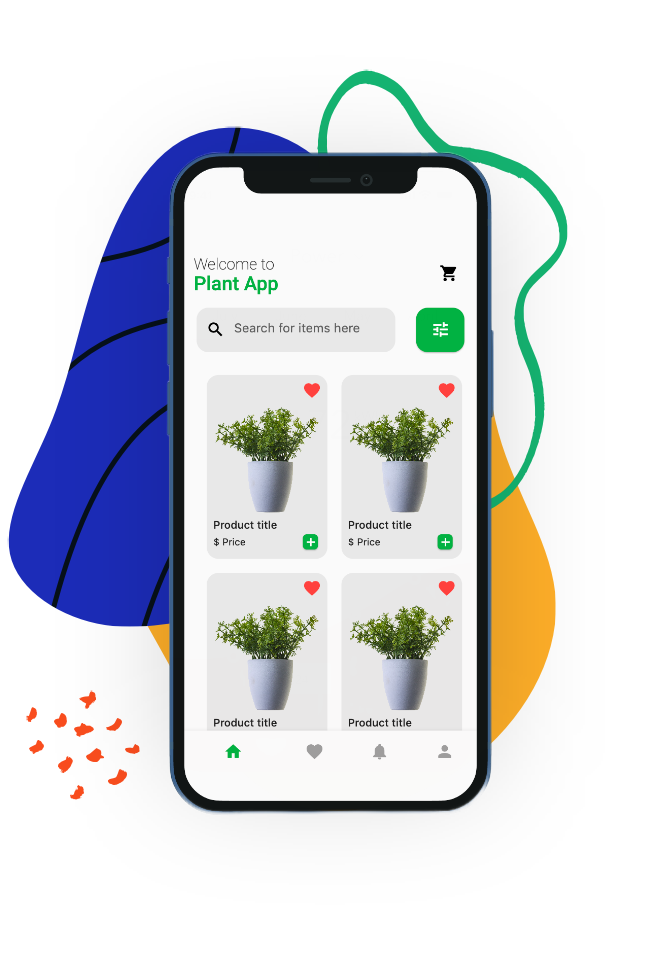 Welcome to
Plant App
Search for items here
Product title
$ Price
Product title
$ Price
Product title
Product title